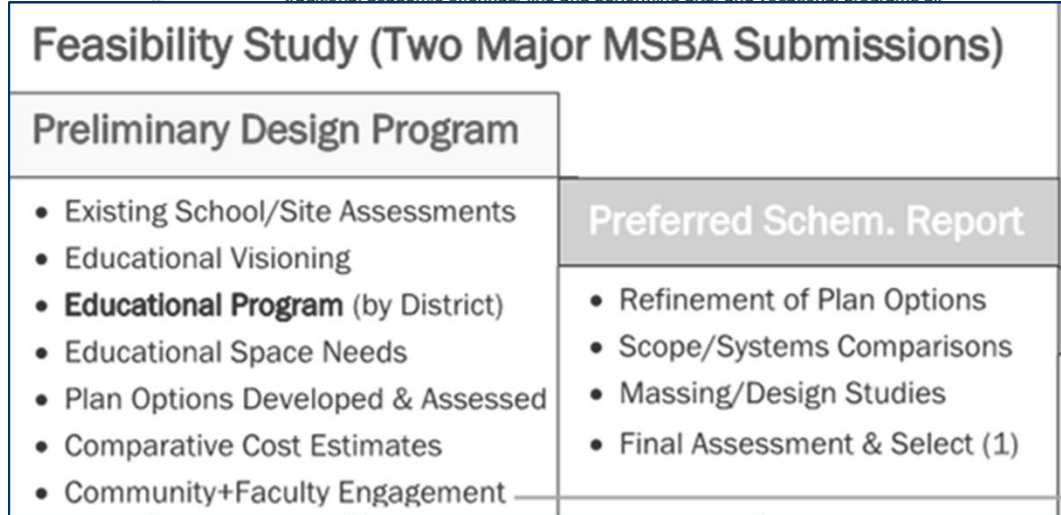 Feasibility Study (Two Major MSBA Submissions)
Preliminary Design Program
• Existing School/Site Assessments
• Educational Visioning
• Educational Program (by District)
• Educational Space Needs
• Plan Options Developed & Assessed
• Comparative Cost Estimates
• Community+Faculty Engagement
Preferred Schem. Report
• Refinement of Plan Options
• Scope/Systems Comparisons
• Massing/Design Studies
• Final Assessment & Select (1)